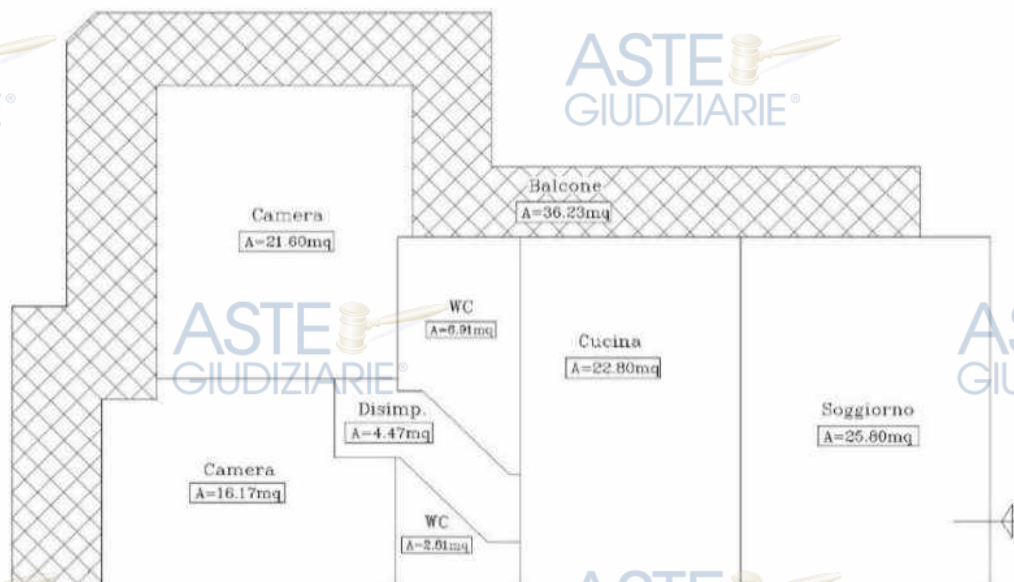 ASTE
GIUDIZIARIE®
Balcone
A=36.23mq
Camera
A=21.60mq
WC
A=6.91mq
Cucina
A=22.80mq
ASTE
GIUDIZIARIE®
Disimp.
A=4.47mq
Soggiorno
A=25.80mq
Camera
A=16.17mq
WC
A=2.61mq